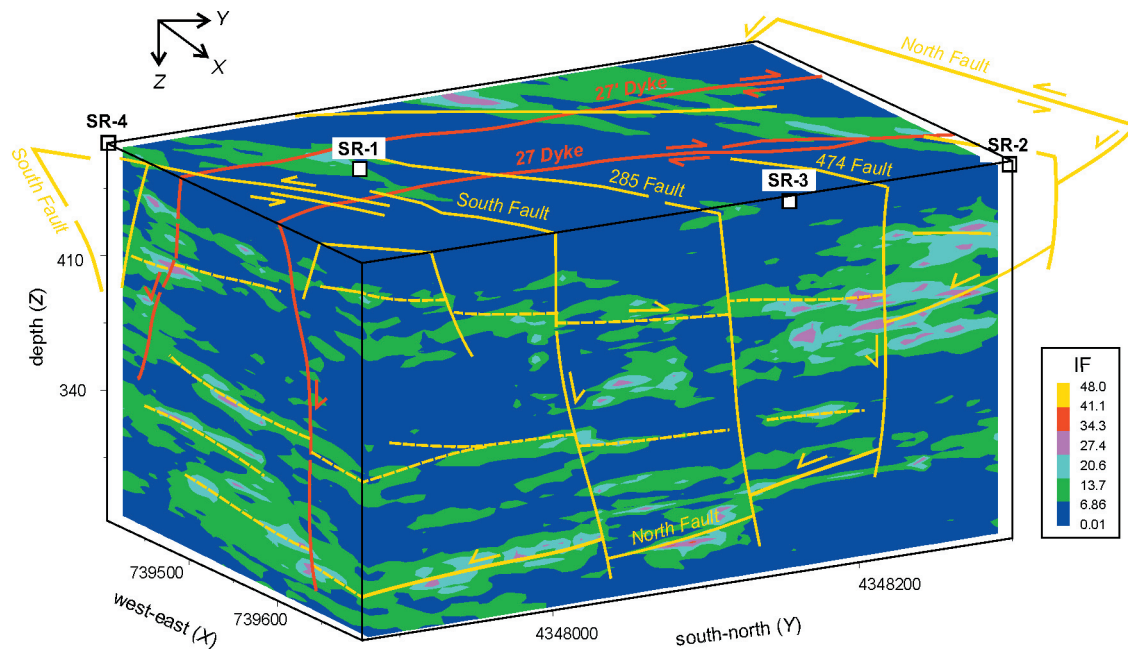 Y
X
Z
North Fault
27' Dyke
SR-4
SR-1
SR-2
27 Dyke
474 Fault
285 Fault
SR-3
South Fault
South Fault
410
depth (Z)
340
IF
48.0
41.1
34.3
27.4
20.6
13.7
6.86
0.01
North Fault
739500
739600
west-east (X)
4348000
4348200
south-north (Y)